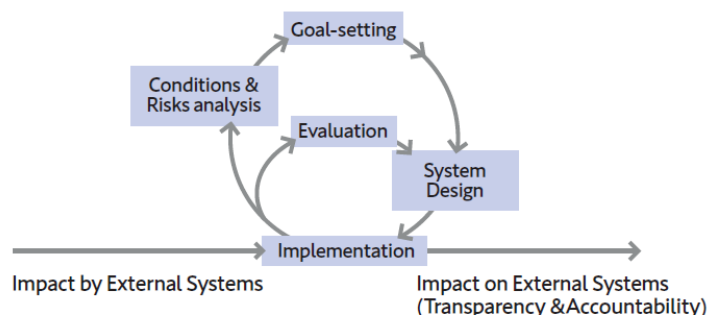 Goal-setting
Conditions &
Risks analysis
Evaluation
System
Design
Implementation
Impact by External Systems
Impact on External Systems
(Transparency &Accountability)